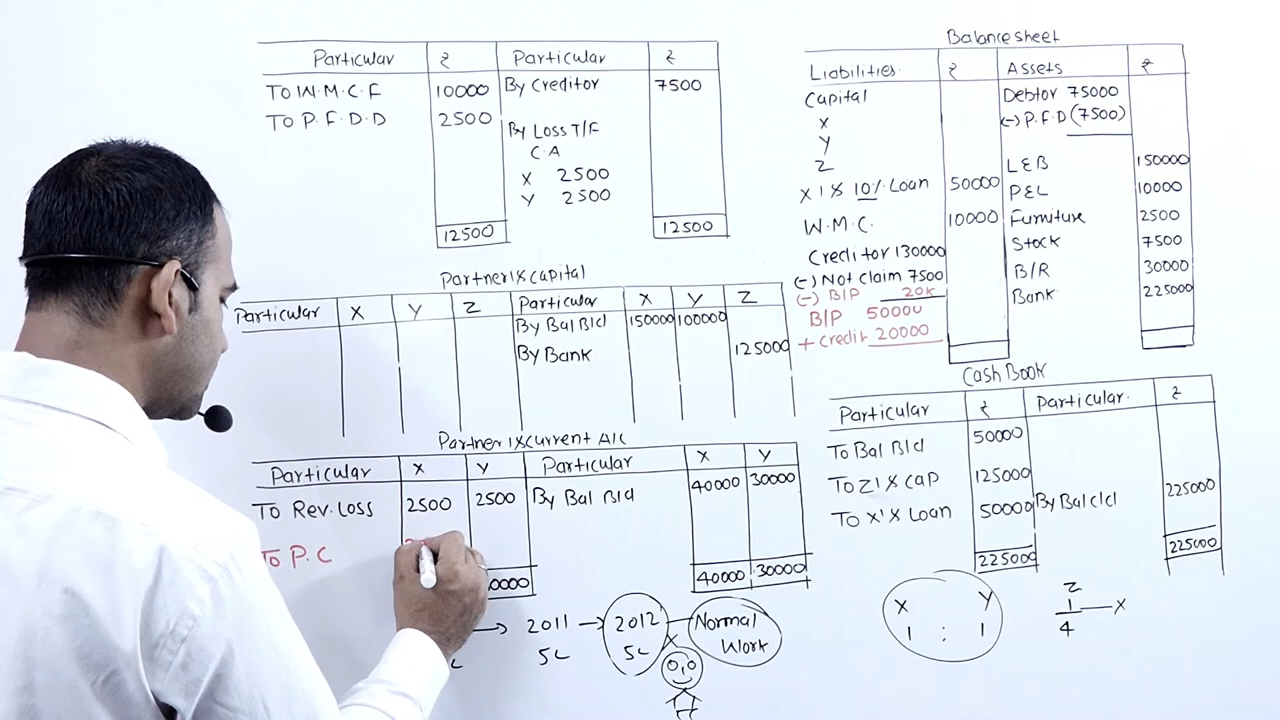 Particular ₹ Particular ₹
To W.M.C.F 10000 By Creditor 7500
To P.F.D.D 2500
By Loss T/F
C.A
X 2500
Y 2500
12500 12500
Partner's capital
Particular X Y Z Particular X Y Z
By Bal B/d 150000 100000
By Bank 125000
Partner's current A/c
Particular X Y Particular X Y
To Rev. Loss 2500 2500 By Bal B/d 40000 30000
To P.C
0000 40000 30000
→ 2011 → 2012 Normal
Work
5L 5L
Balance sheet
Liabilities. ₹ Assets ₹
Capital Debtor 75000
X (-) P.F.D (7500)
Y
Z L&B 150000
X's 10% Loan 50000 P&L 10000
W.M.C. 10000 Furniture 2500
Creditor 130000 Stock 7500
(-) Not claim 7500 B/R 30000
(-) B/P 20K Bank 225000
B/P 50000
+ credit 20000
Cash Book
Particular ₹ Particular. ₹
To Bal B/d 50000
To Z's Cap 125000
To X's Loan 50000 By Bal c/d 225000
225000 225000
X Y
1 : 1
Z
1/4 — X